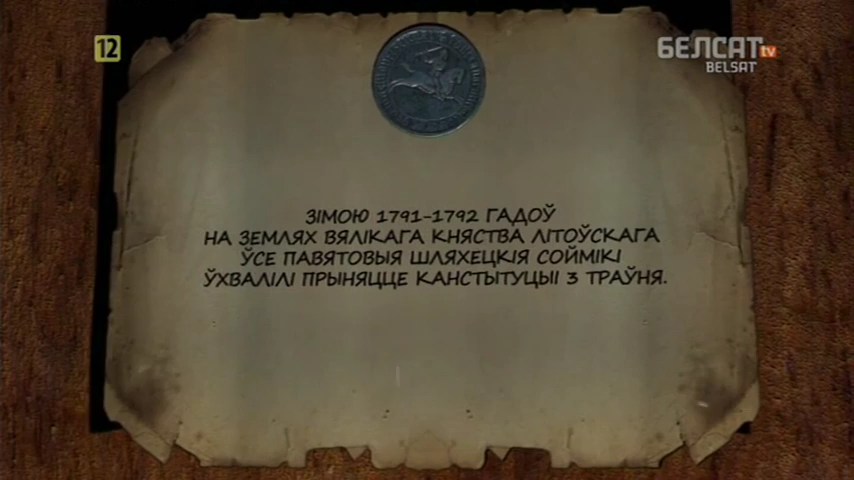 12
БЕЛСАТ tv
BELSAT
ЗІМОЮ 1791-1792 ГАДОЎ
НА ЗЕМЛЯХ ВЯЛІКАГА КНЯСТВА ЛІТОЎСКАГА
ЎСЕ ПАВЯТОВЫЯ ШЛЯХЕЦКІЯ СОЙМІКІ
ЎХВАЛІЛІ ПРЫНЯЦЦЕ КАНСТЫТУЦЫІ 3 ТРАЎНЯ.